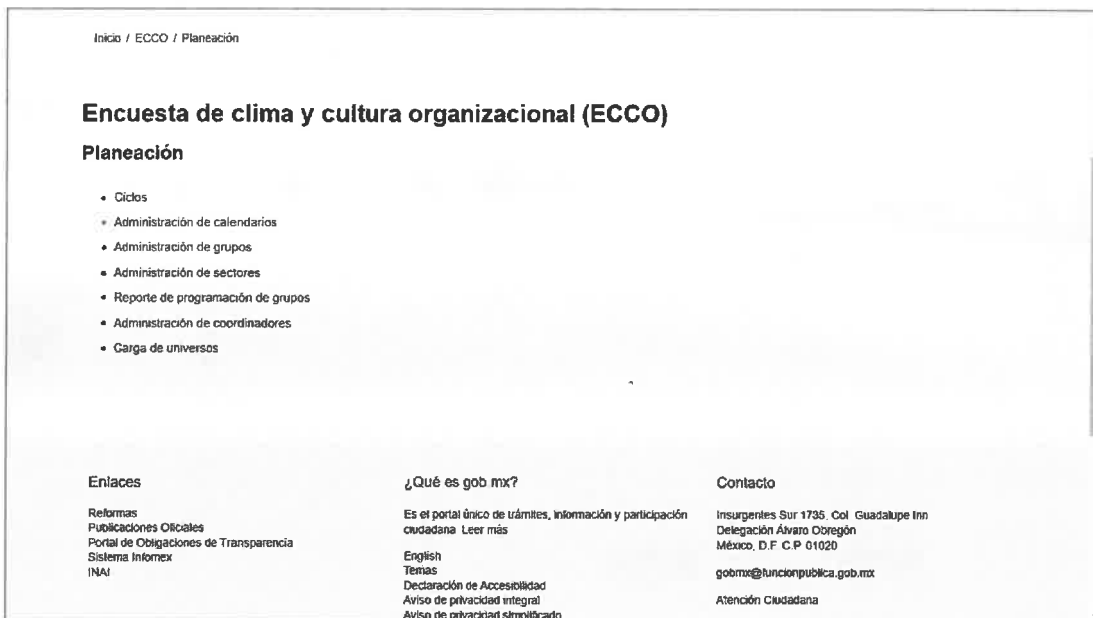 Inicio / ECCO / Planeación
Encuesta de clima y cultura organizacional (ECCO)
Planeación
• Ciclos
• Administración de calendarios
• Administración de grupos
• Administración de sectores
• Reporte de programación de grupos
• Administración de coordinadores
• Carga de universos
Enlaces
Reformas
Publicaciones Oficiales
Portal de Obligaciones de Transparencia
Sistema Infomex
INAI
¿Qué es gob mx?
Es el portal único de trámites, información y participación
ciudadana Leer más
English
Temas
Declaración de Accesibilidad
Aviso de privacidad integral
Aviso de privacidad simplificado
Contacto
Insurgentes Sur 1735, Col Guadalupe Inn
Delegación Álvaro Obregón
México, D.F. C.P 01020
gobmx@funcionpublica.gob.mx
Atención Ciudadana